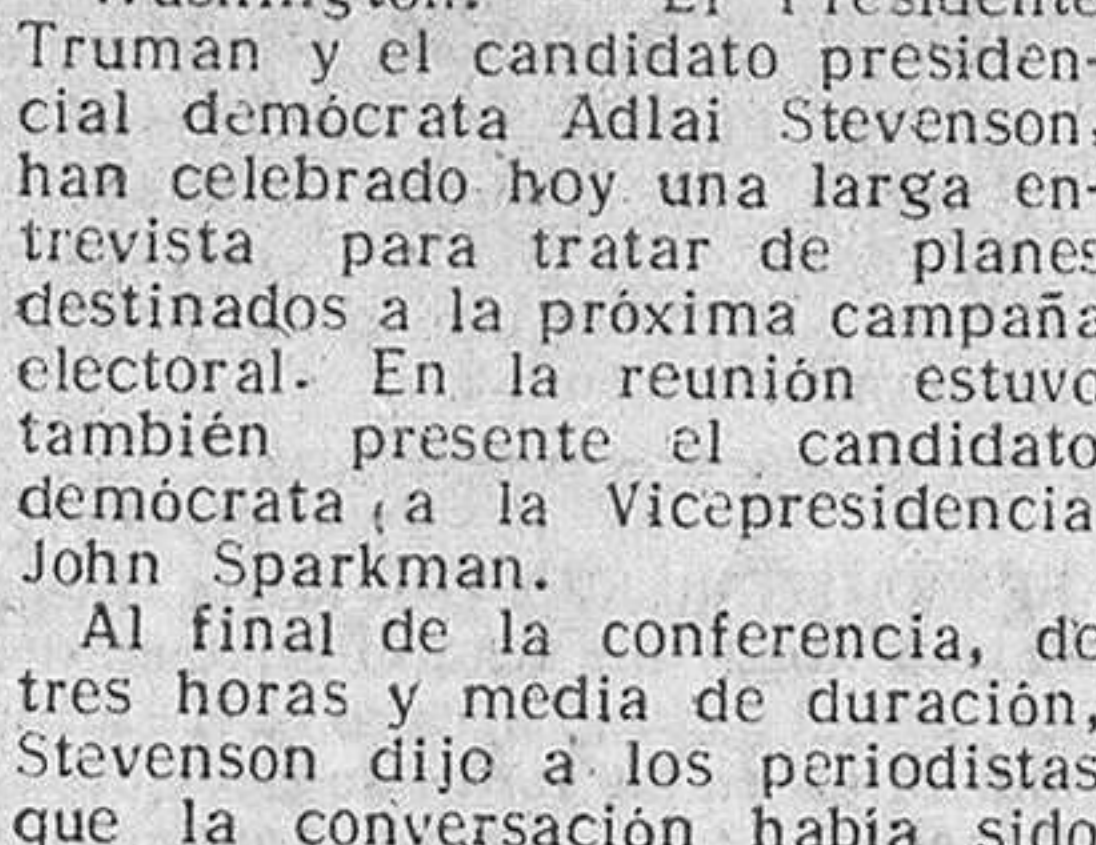 Washington. El Presidente
Truman y el candidato presiden-
cial demócrata Adlai Stevenson,
han celebrado hoy una larga en-
trevista para tratar de planes
destinados a la próxima campaña
electoral. En la reunión estuvo
también presente el candidato
demócrata a la Vicepresidencia
John Sparkman.
Al final de la conferencia, de
tres horas y media de duración,
Stevenson dijo a los periodistas
que la conversación había sido